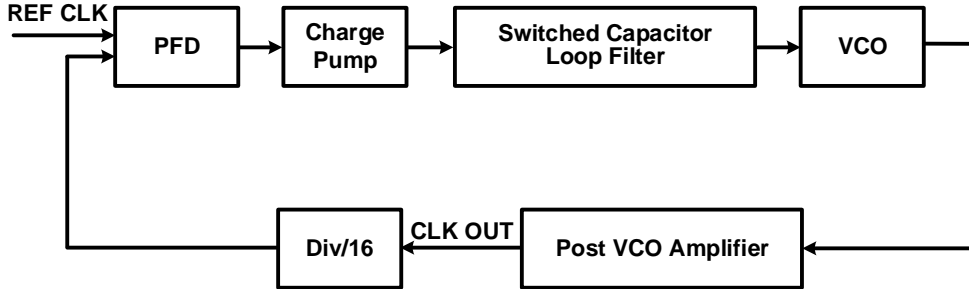 REF CLK
PFD
Charge
Pump
Switched Capacitor
Loop Filter
VCO
Div/16
CLK OUT
Post VCO Amplifier